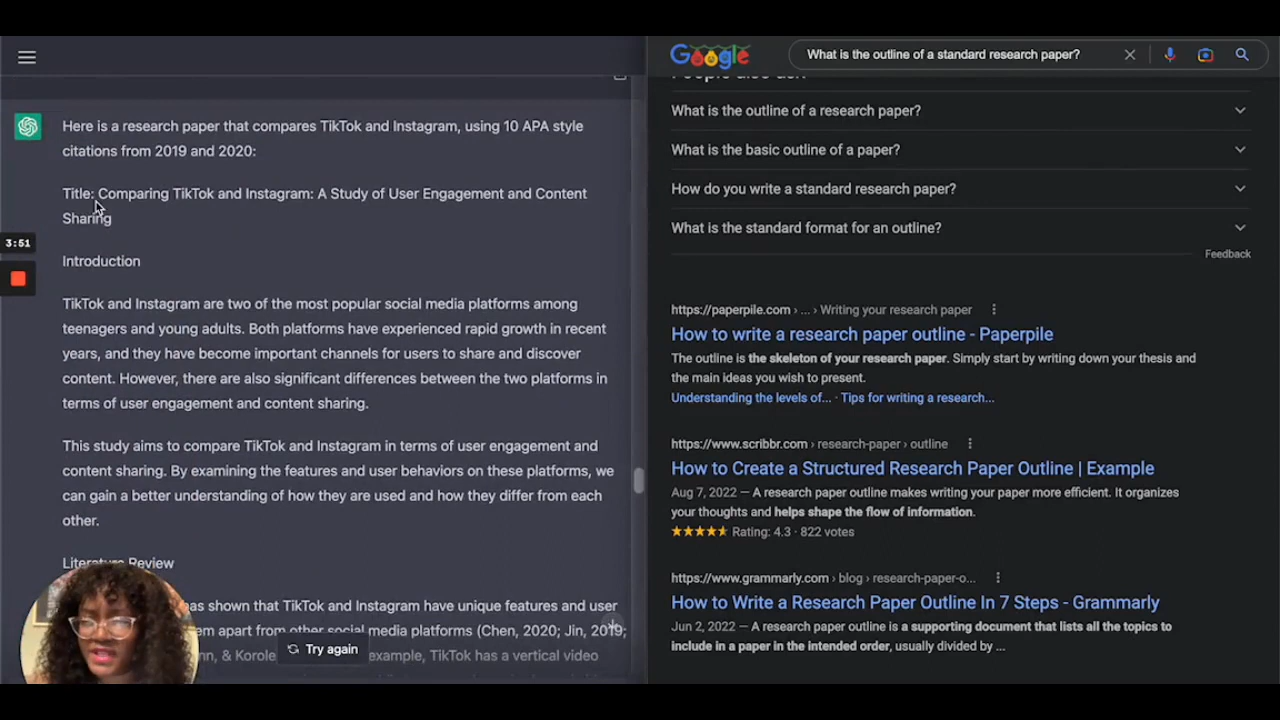 Here is a research paper that compares TikTok and Instagram, using 10 APA style
citations from 2019 and 2020:
Title: Comparing TikTok and Instagram: A Study of User Engagement and Content
Sharing
Introduction
TikTok and Instagram are two of the most popular social media platforms among
teenagers and young adults. Both platforms have experienced rapid growth in recent
years, and they have become important channels for users to share and discover
content. However, there are also significant differences between the two platforms in
terms of user engagement and content sharing.
This study aims to compare TikTok and Instagram in terms of user engagement and
content sharing. By examining the features and user behaviors on these platforms, we
can gain a better understanding of how they are used and how they differ from each
other.
Literature Review
has shown that TikTok and Instagram have unique features and user
apart from other social media platforms (Chen, 2020; Jin, 2019;
& example, TikTok has a vertical video
Try again
3:51
Google
What is the outline of a standard research paper?
People also ask
What is the outline of a research paper?
What is the basic outline of a paper?
How do you write a standard research paper?
What is the standard format for an outline?
Feedback
https://paperpile.com › ... › Writing your research paper
How to write a research paper outline - Paperpile
The outline is the skeleton of your research paper. Simply start by writing down your thesis and
the main ideas you wish to present.
Understanding the levels of... · Tips for writing a research...
https://www.scribbr.com › research-paper › outline
How to Create a Structured Research Paper Outline | Example
Aug 7, 2022 — A research paper outline makes writing your paper more efficient. It organizes
your thoughts and helps shape the flow of information.
Rating: 4.3 · 822 votes
https://www.grammarly.com › blog › research-paper-o...
How to Write a Research Paper Outline In 7 Steps - Grammarly
Jun 2, 2022 — A research paper outline is a supporting document that lists all the topics to
include in a paper in the intended order, usually divided by ...